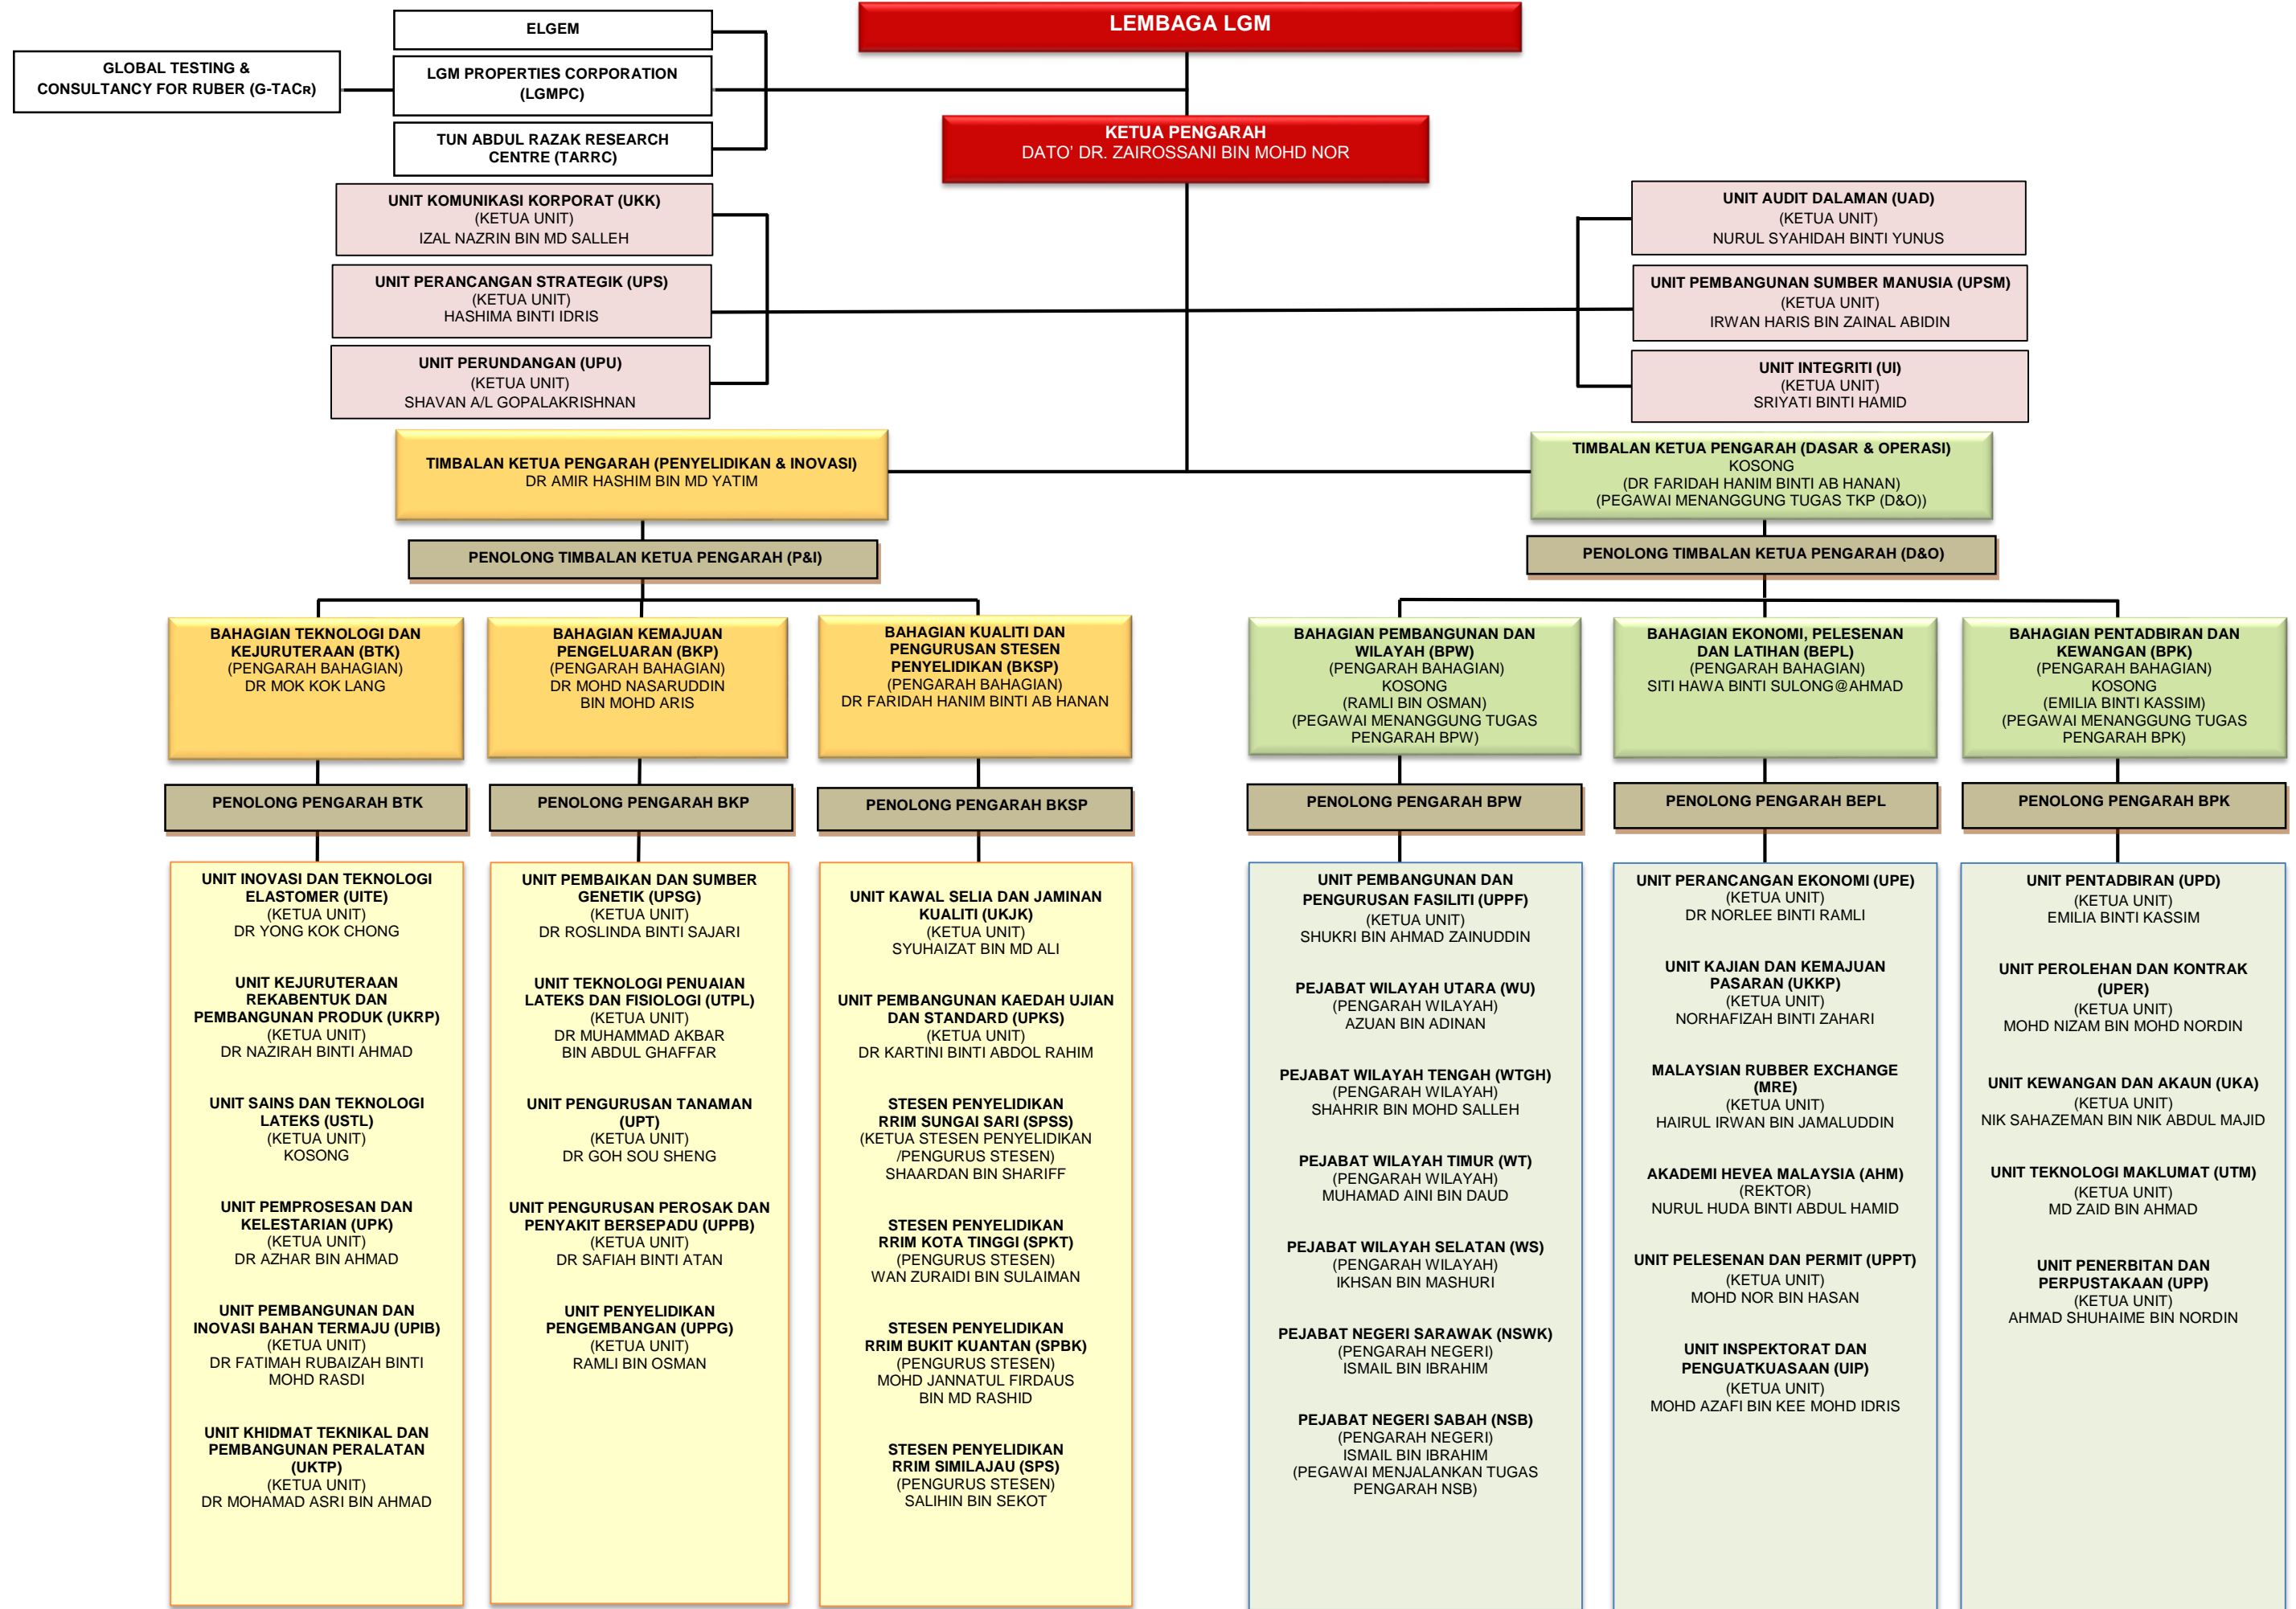 LEMBAGA LGM
ELGEM
GLOBAL TESTING &
CONSULTANCY FOR RUBER (G-TACR)
LGM PROPERTIES CORPORATION
(LGMPC)
TUN ABDUL RAZAK RESEARCH
CENTRE (TARRC)
KETUA PENGARAH
DATO' DR. ZAIROSSANI BIN MOHD NOR
UNIT KOMUNIKASI KORPORAT (UKK)
(KETUA UNIT)
IZAL NAZRIN BIN MD SALLEH
UNIT PERANCANGAN STRATEGIK (UPS)
(KETUA UNIT)
HASHIMA BINTI IDRIS
UNIT PERUNDANGAN (UPU)
(KETUA UNIT)
SHAVAN A/L GOPALAKRISHNAN
UNIT AUDIT DALAMAN (UAD)
(KETUA UNIT)
NURUL SYAHIDAH BINTI YUNUS
UNIT PEMBANGUNAN SUMBER MANUSIA (UPSM)
(KETUA UNIT)
IRWAN HARIS BIN ZAINAL ABIDIN
UNIT INTEGRITI (UI)
(KETUA UNIT)
SRIYATI BINTI HAMID
TIMBALAN KETUA PENGARAH (PENYELIDIKAN & INOVASI)
DR AMIR HASHIM BIN MD YATIM
TIMBALAN KETUA PENGARAH (DASAR & OPERASI)
KOSONG
(DR FARIDAH HANIM BINTI AB HANAN)
(PEGAWAI MENANGGUNG TUGAS TKP (D&O))
PENOLONG TIMBALAN KETUA PENGARAH (P&I)
PENOLONG TIMBALAN KETUA PENGARAH (D&O)
BAHAGIAN TEKNOLOGI DAN
KEJURUTERAAN (BTK)
(PENGARAH BAHAGIAN)
DR MOK KOK LANG
BAHAGIAN KEMAJUAN
PENGELUARAN (BKP)
(PENGARAH BAHAGIAN)
DR MOHD NASARUDDIN
BIN MOHD ARIS
BAHAGIAN KUALITI DAN
PENGURUSAN STESEN
PENYELIDIKAN (BKSP)
(PENGARAH BAHAGIAN)
DR FARIDAH HANIM BINTI AB HANAN
BAHAGIAN PEMBANGUNAN DAN
WILAYAH (BPW)
(PENGARAH BAHAGIAN)
KOSONG
(RAMLI BIN OSMAN)
(PEGAWAI MENANGGUNG TUGAS
PENGARAH BPW)
BAHAGIAN EKONOMI, PELESENAN
DAN LATIHAN (BEPL)
(PENGARAH BAHAGIAN)
SITI HAWA BINTI SULONG@AHMAD
BAHAGIAN PENTADBIRAN DAN
KEWANGAN (BPK)
(PENGARAH BAHAGIAN)
KOSONG
(EMILIA BINTI KASSIM)
(PEGAWAI MENANGGUNG TUGAS
PENGARAH BPK)
PENOLONG PENGARAH BTK
PENOLONG PENGARAH BKP
PENOLONG PENGARAH BKSP
PENOLONG PENGARAH BPW
PENOLONG PENGARAH BEPL
PENOLONG PENGARAH BPK
UNIT INOVASI DAN TEKNOLOGI
ELASTOMER (UITE)
(KETUA UNIT)
DR YONG KOK CHONG
UNIT KEJURUTERAAN
REKABENTUK DAN
PEMBANGUNAN PRODUK (UKRP)
(KETUA UNIT)
DR NAZIRAH BINTI AHMAD
UNIT SAINS DAN TEKNOLOGI
LATEKS (USTL)
(KETUA UNIT)
KOSONG
UNIT PEMPROSESAN DAN
KELESTARIAN (UPK)
(KETUA UNIT)
DR AZHAR BIN AHMAD
UNIT PEMBANGUNAN DAN
INOVASI BAHAN TERMAJU (UPIB)
(KETUA UNIT)
DR FATIMAH RUBAIZAH BINTI
MOHD RASDI
UNIT KHIDMAT TEKNIKAL DAN
PEMBANGUNAN PERALATAN
(UKTP)
(KETUA UNIT)
DR MOHAMAD ASRI BIN AHMAD
UNIT PEMBAIKAN DAN SUMBER
GENETIK (UPSG)
(KETUA UNIT)
DR ROSLINDA BINTI SAJARI
UNIT TEKNOLOGI PENUAIAN
LATEKS DAN FISIOLOGI (UTPL)
(KETUA UNIT)
DR MUHAMMAD AKBAR
BIN ABDUL GHAFFAR
UNIT PENGURUSAN TANAMAN
(UPT)
(KETUA UNIT)
DR GOH SOU SHENG
UNIT PENGURUSAN PEROSAK DAN
PENYAKIT BERSEPADU (UPPB)
(KETUA UNIT)
DR SAFIAH BINTI ATAN
UNIT PENYELIDIKAN
PENGEMBANGAN (UPPG)
(KETUA UNIT)
RAMLI BIN OSMAN
UNIT KAWAL SELIA DAN JAMINAN
KUALITI (UKJK)
(KETUA UNIT)
SYUHAIZAT BIN MD ALI
UNIT PEMBANGUNAN KAEDAH UJIAN
DAN STANDARD (UPKS)
(KETUA UNIT)
DR KARTINI BINTI ABDOL RAHIM
STESEN PENYELIDIKAN
RRIM SUNGAI SARI (SPSS)
(KETUA STESEN PENYELIDIKAN
/PENGURUS STESEN)
SHAARDAN BIN SHARIFF
STESEN PENYELIDIKAN
RRIM KOTA TINGGI (SPKT)
(PENGURUS STESEN)
WAN ZURAIDI BIN SULAIMAN
STESEN PENYELIDIKAN
RRIM BUKIT KUANTAN (SPBK)
(PENGURUS STESEN)
MOHD JANNATUL FIRDAUS
BIN MD RASHID
STESEN PENYELIDIKAN
RRIM SIMILAJAU (SPS)
(PENGURUS STESEN)
SALIHIN BIN SEKOT
UNIT PEMBANGUNAN DAN
PENGURUSAN FASILITI (UPPF)
(KETUA UNIT)
SHUKRI BIN AHMAD ZAINUDDIN
PEJABAT WILAYAH UTARA (WU)
(PENGARAH WILAYAH)
AZUAN BIN ADINAN
PEJABAT WILAYAH TENGAH (WTGH)
(PENGARAH WILAYAH)
SHAHRIR BIN MOHD SALLEH
PEJABAT WILAYAH TIMUR (WT)
(PENGARAH WILAYAH)
MUHAMAD AINI BIN DAUD
PEJABAT WILAYAH SELATAN (WS)
(PENGARAH WILAYAH)
IKHSAN BIN MASHURI
PEJABAT NEGERI SARAWAK (NSWK)
(PENGARAH NEGERI)
ISMAIL BIN IBRAHIM
PEJABAT NEGERI SABAH (NSB)
(PENGARAH NEGERI)
ISMAIL BIN IBRAHIM
(PEGAWAI MENJALANKAN TUGAS
PENGARAH NSB)
UNIT PERANCANGAN EKONOMI (UPE)
(KETUA UNIT)
DR NORLEE BINTI RAMLI
UNIT KAJIAN DAN KEMAJUAN
PASARAN (UKKP)
(KETUA UNIT)
NORHAFIZAH BINTI ZAHARI
MALAYSIAN RUBBER EXCHANGE
(MRE)
(KETUA UNIT)
HAIRUL IRWAN BIN JAMALUDDIN
AKADEMI HEVEA MALAYSIA (AHM)
(REKTOR)
NURUL HUDA BINTI ABDUL HAMID
UNIT PELESENAN DAN PERMIT (UPPT)
(KETUA UNIT)
MOHD NOR BIN HASAN
UNIT INSPEKTORAT DAN
PENGUATKUASAAN (UIP)
(KETUA UNIT)
MOHD AZAFI BIN KEE MOHD IDRIS
UNIT PENTADBIRAN (UPD)
(KETUA UNIT)
EMILIA BINTI KASSIM
UNIT PEROLEHAN DAN KONTRAK
(UPER)
(KETUA UNIT)
MOHD NIZAM BIN MOHD NORDIN
UNIT KEWANGAN DAN AKAUN (UKA)
(KETUA UNIT)
NIK SAHAZEMAN BIN NIK ABDUL MAJID
UNIT TEKNOLOGI MAKLUMAT (UTM)
(KETUA UNIT)
MD ZAID BIN AHMAD
UNIT PENERBITAN DAN
PERPUSTAKAAN (UPP)
(KETUA UNIT)
AHMAD SHUHAIME BIN NORDIN